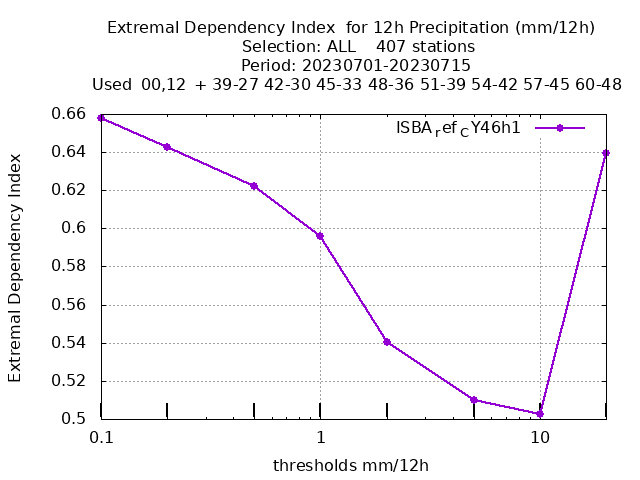 Extremal Dependency Index  for 12h Precipitation (mm/12h)
Selection: ALL    407 stations
Period: 20230701-20230715
Used  00,12  + 39-27 42-30 45-33 48-36 51-39 54-42 57-45 60-48
ISBArefCY46h1
Extremal Dependency Index
0.66
0.64
0.62
0.6
0.58
0.56
0.54
0.52
0.5
0.1 1 10
thresholds mm/12h